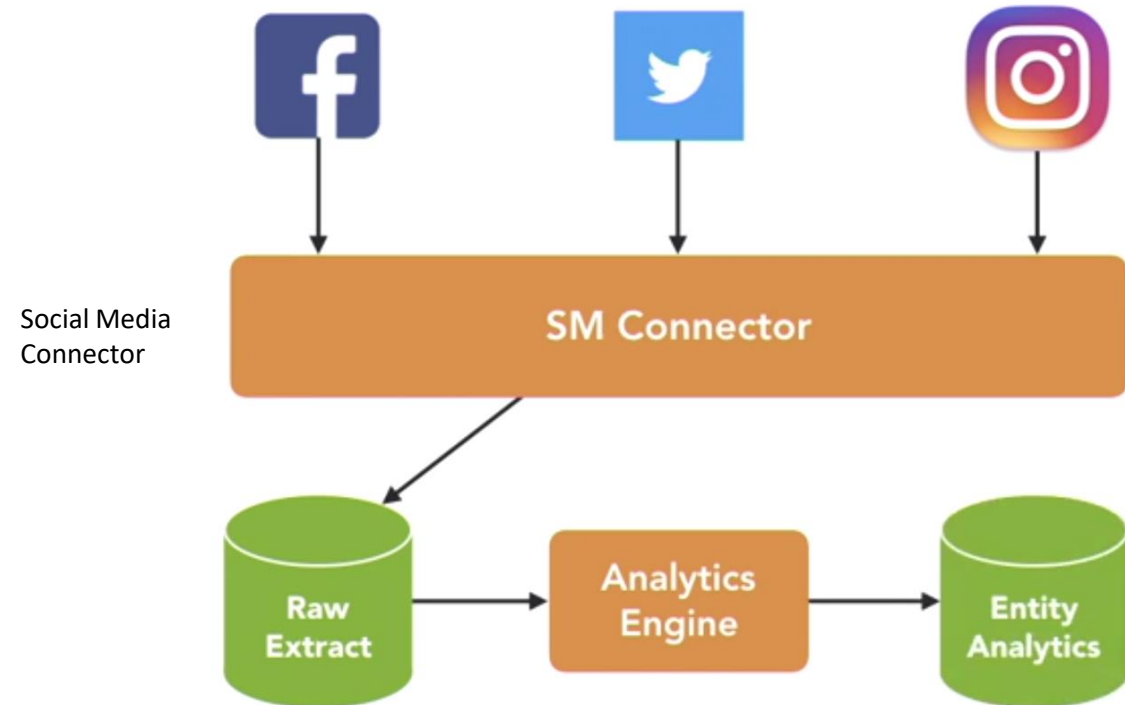 Social Media
Connector
SM Connector
Raw
Extract
Analytics
Engine
Entity
Analytics